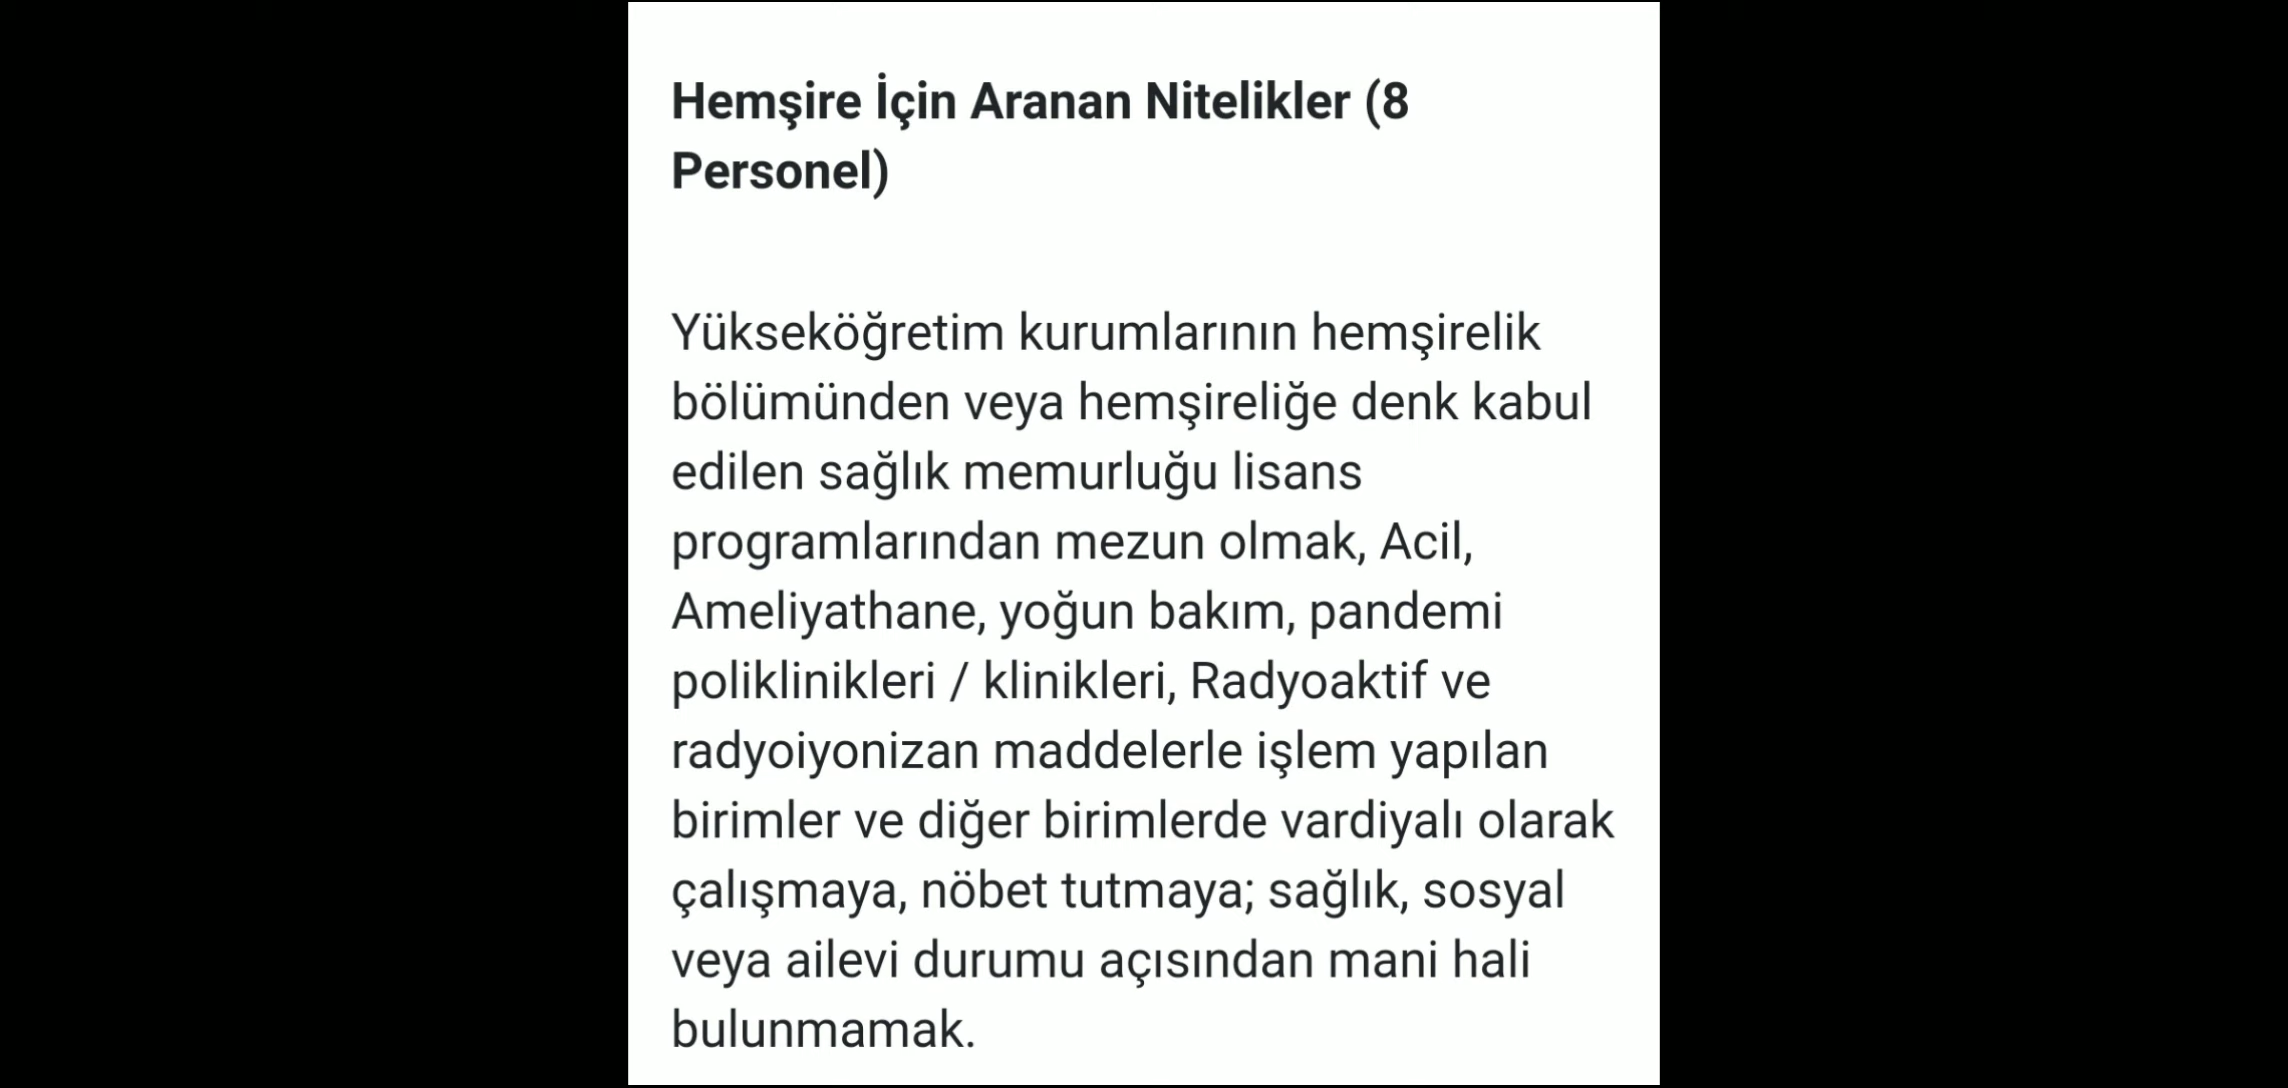 Hemşire İçin Aranan Nitelikler (8
Personel)
Yükseköğretim kurumlarının hemşirelik
bölümünden veya hemşireliğe denk kabul
edilen sağlık memurluğu lisans
programlarından mezun olmak, Acil,
Ameliyathane, yoğun bakım, pandemi
poliklinikleri / klinikleri, Radyoaktif ve
radyoiyonizan maddelerle işlem yapılan
birimler ve diğer birimlerde vardiyalı olarak
çalışmaya, nöbet tutmaya; sağlık, sosyal
veya ailevi durumu açısından mani hali
bulunmamak.